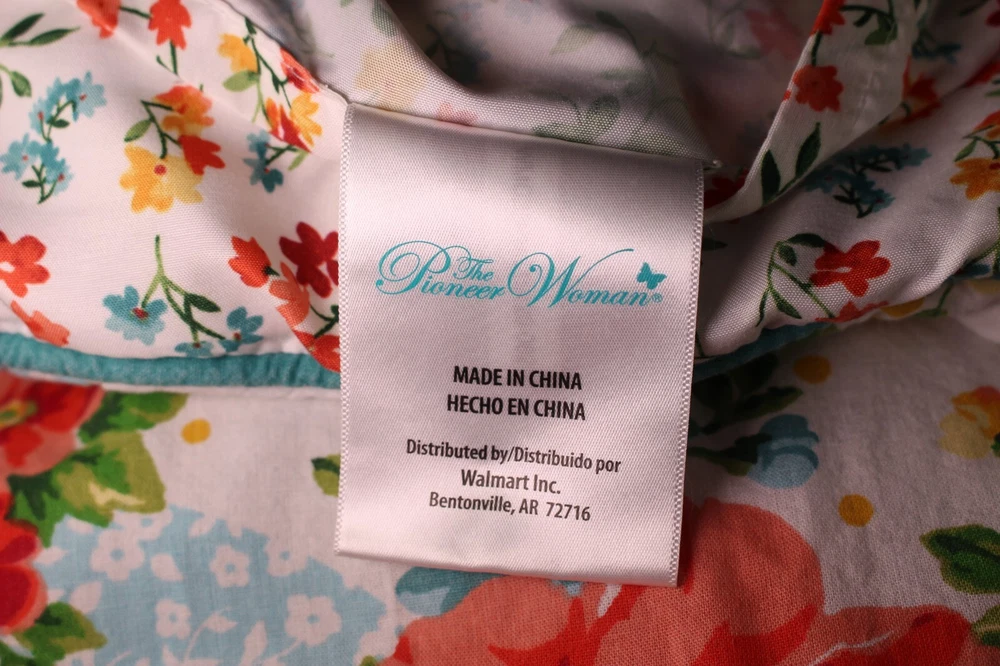 The
Pioneer Woman®
MADE IN CHINA
HECHO EN CHINA
Distributed by/Distribuido por
Walmart Inc.
Bentonville, AR 72716